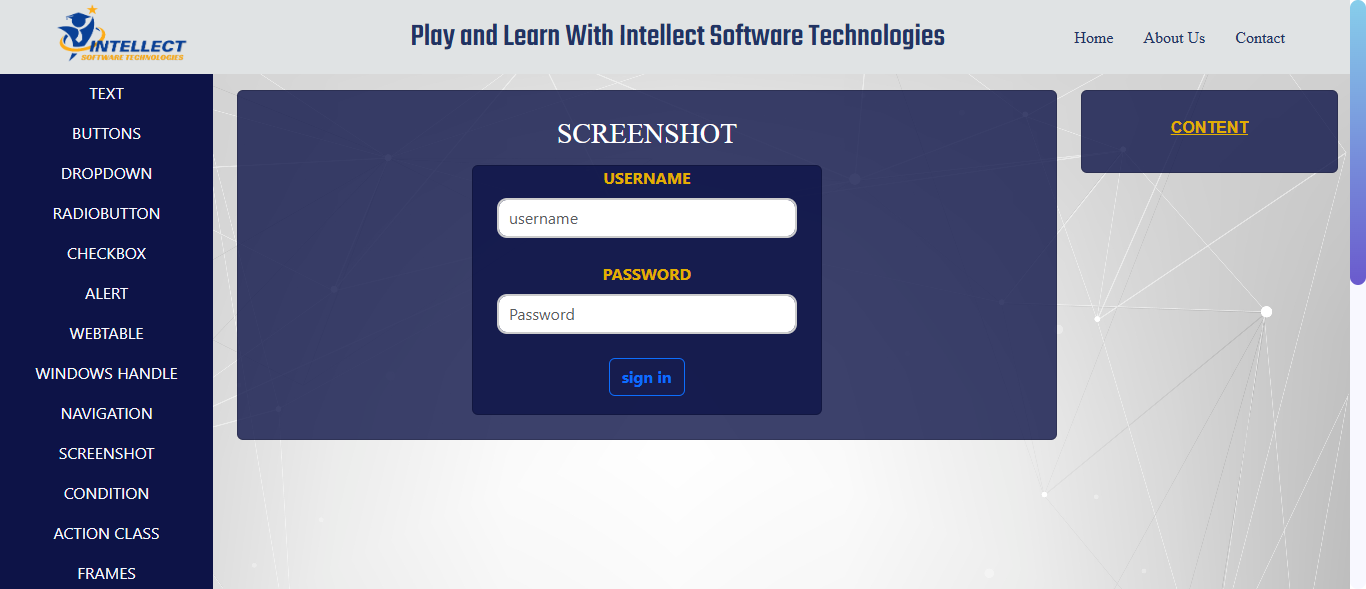 INTELLECT
SOFTWARE TECHNOLOGIES
Play and Learn With Intellect Software Technologies
Home
About Us
Contact
TEXT
BUTTONS
DROPDOWN
RADIOBUTTON
CHECKBOX
ALERT
WEBTABLE
WINDOWS HANDLE
NAVIGATION
SCREENSHOT
CONDITION
ACTION CLASS
FRAMES
SCREENSHOT
USERNAME
username
PASSWORD
Password
sign in
CONTENT